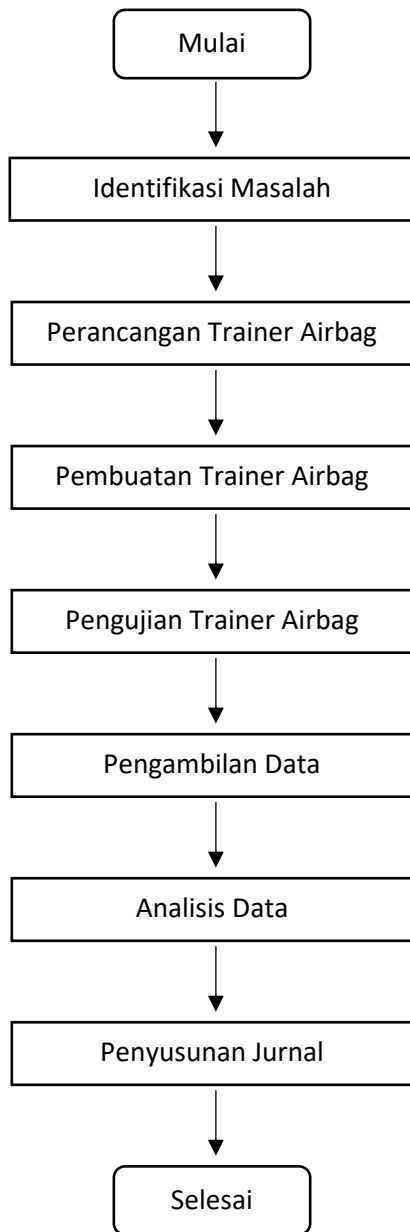 Mulai
Identifikasi Masalah
Perancangan Trainer Airbag
Pembuatan Trainer Airbag
Pengujian Trainer Airbag
Pengambilan Data
Analisis Data
Penyusunan Jurnal
Selesai